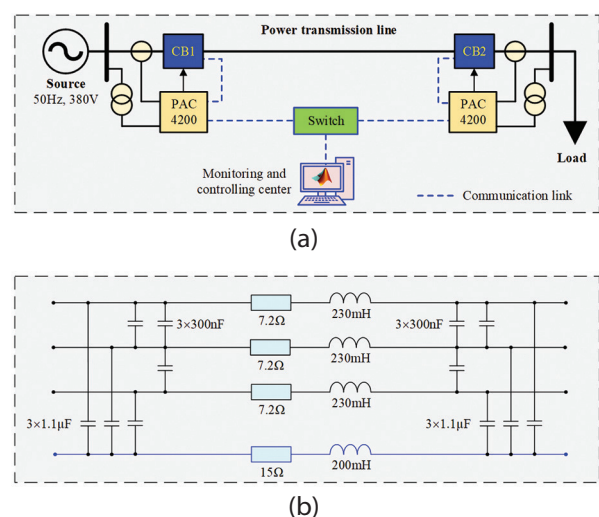 Power transmission line
CB1
CB2
Source
50Hz, 380V
PAC
4200
Switch
PAC
4200
Load
Monitoring and
controlling center
Communication link
(a)
3×300nF
7.2Ω
230mH
3×300nF
7.2Ω
230mH
7.2Ω
230mH
3×1.1μF
3×1.1μF
15Ω
200mH
(b)